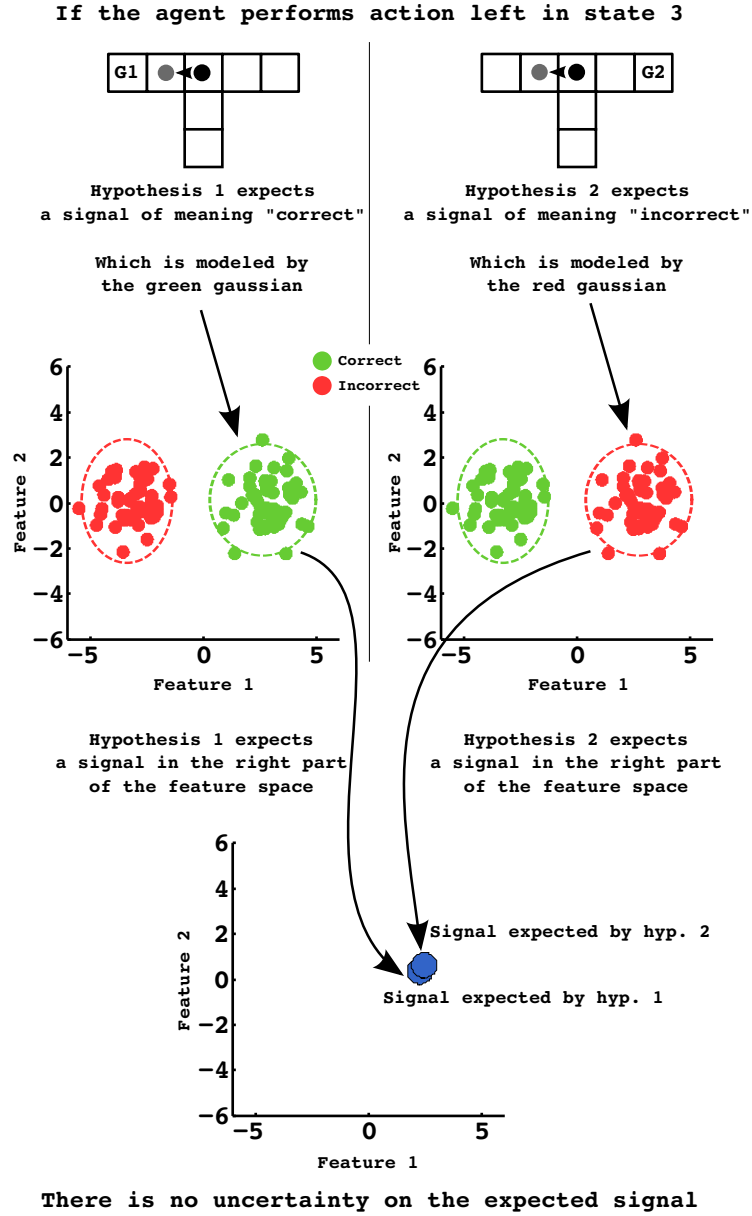 If the agent performs action left in state 3
G1
G2
Hypothesis 1 expects
a signal of meaning "correct"
Hypothesis 2 expects
a signal of meaning "incorrect"
Which is modeled by
the green gaussian
Which is modeled by
the red gaussian
Correct
Incorrect
6
4
2
0
−2
−4
−6
−5
0
5
Feature 2
Feature 1
6
4
2
0
−2
−4
−6
−5
0
5
Feature 2
Feature 1
Hypothesis 1 expects
a signal in the right part
of the feature space
Hypothesis 2 expects
a signal in the right part
of the feature space
6
4
2
0
−2
−4
−6
−5
0
5
Feature 2
Feature 1
Signal expected by hyp. 2
Signal expected by hyp. 1
There is no uncertainty on the expected signal